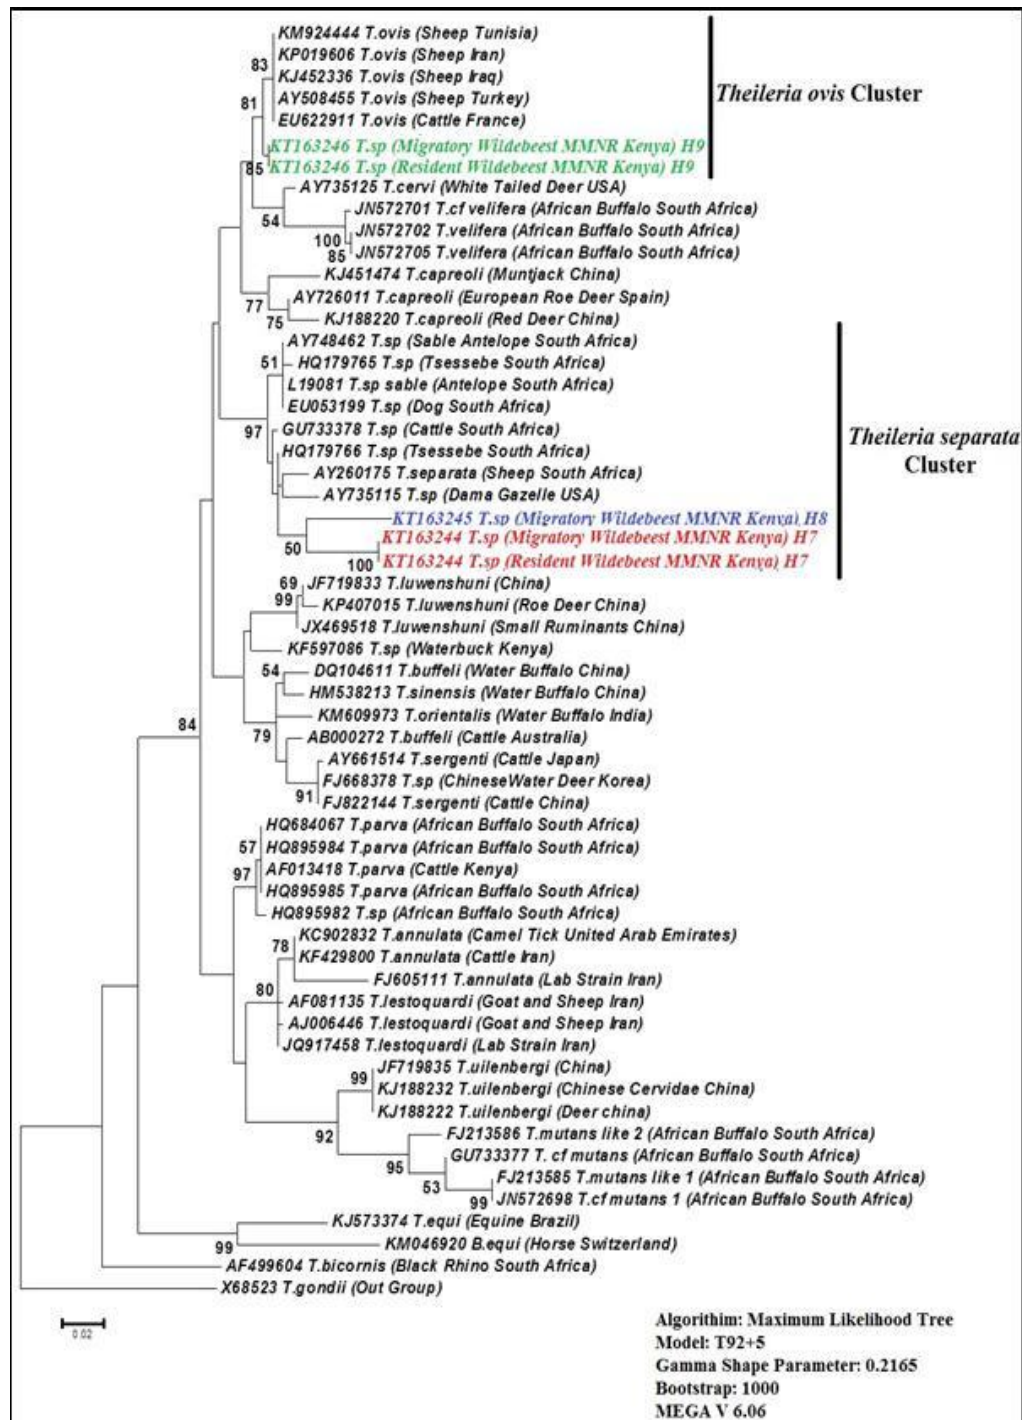 KM924444 T.ovis (Sheep Tunisia)
KP019606 T.ovis (Sheep Iran)
83
KJ452336 T.ovis (Sheep Iraq)
AY508455 T.ovis (Sheep Turkey)
Theileria ovis Cluster
81
EU622911 T.ovis (Cattle France)
KT163246 T.sp (Migratory Wildebeest MMNR Kenya) H9
85
KT163246 T.sp (Resident Wildebeest MMNR Kenya) H9
AY735125 T.cervi (White Tailed Deer USA)
54
JN572701 T.cf velifera (African Buffalo South Africa)
100
JN572702 T.velifera (African Buffalo South Africa)
85
JN572705 T.velifera (African Buffalo South Africa)
KJ451474 T.capreoli (Muntjack China)
77
AY726011 T.capreoli (European Roe Deer Spain)
75
KJ188220 T.capreoli (Red Deer China)
AY748462 T.sp (Sable Antelope South Africa)
51
HQ179765 T.sp (Tsessebe South Africa)
L19081 T.sp sable (Antelope South Africa)
EU053199 T.sp (Dog South Africa)
97
GU733378 T.sp (Cattle South Africa)
HQ179766 T.sp (Tsessebe South Africa)
Theileria separata
Cluster
AY260175 T.separata (Sheep South Africa)
AY735115 T.sp (Dama Gazelle USA)
KT163245 T.sp (Migratory Wildebeest MMNR Kenya) H8
50
KT163244 T.sp (Migratory Wildebeest MMNR Kenya) H7
100
KT163244 T.sp (Resident Wildebeest MMNR Kenya) H7
69
JF719833 T.luwenshuni (China)
99
KP407015 T.luwenshuni (Roe Deer China)
JX469518 T.luwenshuni (Small Ruminants China)
KF597086 T.sp (Waterbuck Kenya)
54
DQ104611 T.buffeli (Water Buffalo China)
HM538213 T.sinensis (Water Buffalo China)
84
KM609973 T.orientalis (Water Buffalo India)
79
AB000272 T.buffeli (Cattle Australia)
AY661514 T.sergenti (Cattle Japan)
FJ668378 T.sp (ChineseWater Deer Korea)
91
FJ822144 T.sergenti (Cattle China)
HQ684067 T.parva (African Buffalo South Africa)
57
HQ895984 T.parva (African Buffalo South Africa)
97
AF013418 T.parva (Cattle Kenya)
HQ895985 T.parva (African Buffalo South Africa)
HQ895982 T.sp (African Buffalo South Africa)
KC902832 T.annulata (Camel Tick United Arab Emirates)
78
KF429800 T.annulata (Cattle Iran)
FJ605111 T.annulata (Lab Strain Iran)
80
AF081135 T.lestoquardi (Goat and Sheep Iran)
AJ006446 T.lestoquardi (Goat and Sheep Iran)
JQ917458 T.lestoquardi (Lab Strain Iran)
JF719835 T.uilenbergi (China)
99
KJ188232 T.uilenbergi (Chinese Cervidae China)
KJ188222 T.uilenbergi (Deer china)
92
FJ213586 T.mutans like 2 (African Buffalo South Africa)
95
GU733377 T. cf mutans (African Buffalo South Africa)
53
FJ213585 T.mutans like 1 (African Buffalo South Africa)
99
JN572698 T.cf mutans 1 (African Buffalo South Africa)
KJ573374 T.equi (Equine Brazil)
99
KM046920 B.equi (Horse Switzerland)
AF499604 T.bicornis (Black Rhino South Africa)
X68523 T.gondii (Out Group)
0.02
Algorithim: Maximum Likelihood Tree
Model: T92+5
Gamma Shape Parameter: 0.2165
Bootstrap: 1000
MEGA V 6.06